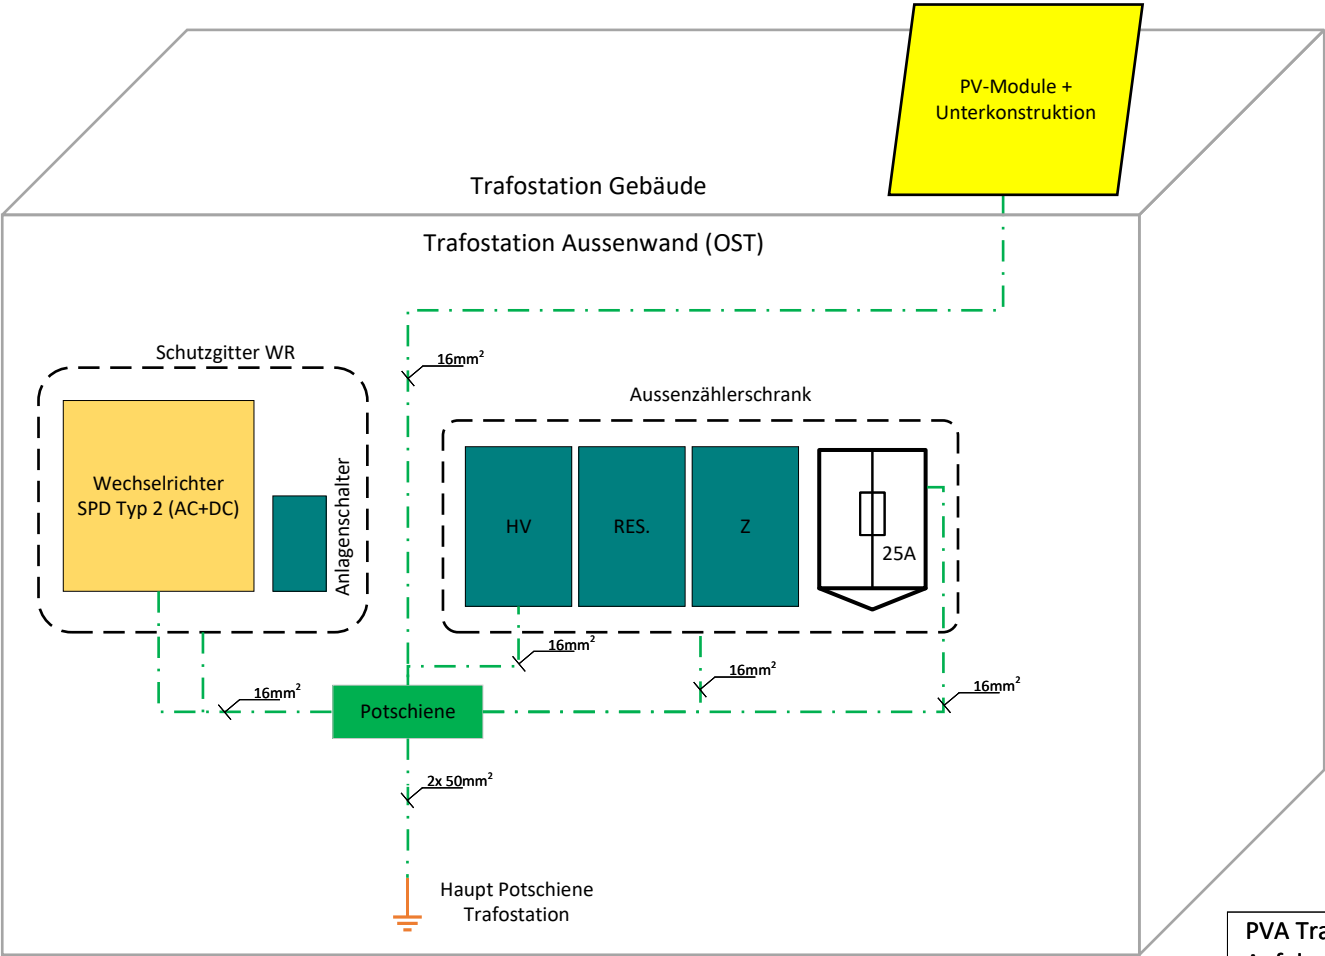 PV-Module +
Unterkonstruktion
Trafostation Gebäude
Trafostation Aussenwand (OST)
Schutzgitter WR
16mm²
Aussenzählerschrank
Wechselrichter
SPD Typ 2 (AC+DC)
Anlagenschalter
HV
RES.
Z
25A
16mm²
16mm²
16mm²
16mm²
Potschiene
2x 50mm²
Haupt Potschiene
Trafostation
PVA Tra